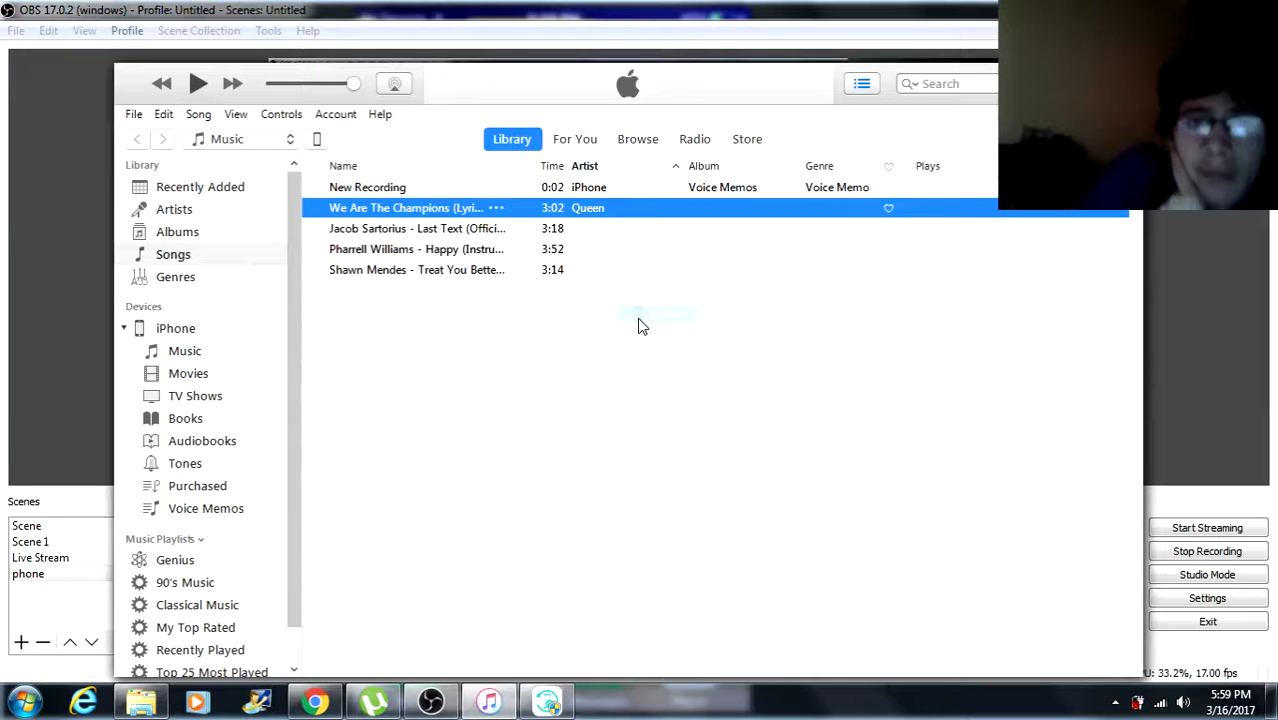 OBS 17.0.2 (windows) - Profile: Untitled - Scenes: Untitled
File Edit View Profile Scene Collection Tools Help
Search
File Edit Song View Controls Account Help
Music
Library For You Browse Radio Store
Library
Name Time Artist Album Genre Plays
Recently Added
New Recording 0:02 iPhone Voice Memos Voice Memo
Artists
We Are The Champions (Lyri... ••• 3:02 Queen
Albums
Jacob Sartorius - Last Text (Offici... 3:18
Songs
Pharrell Williams - Happy (Instru... 3:52
Genres
Shawn Mendes - Treat You Bette... 3:14
Devices
iPhone
Music
Movies
TV Shows
Books
Audiobooks
Tones
Purchased
Voice Memos
Music Playlists
Genius
90's Music
Classical Music
My Top Rated
Recently Played
Top 25 Most Played
Scenes
Scene
Scene 1
Live Stream
phone
Start Streaming
Stop Recording
Studio Mode
Settings
Exit
U: 33.2%, 17.00 fps
5:59 PM
3/16/2017